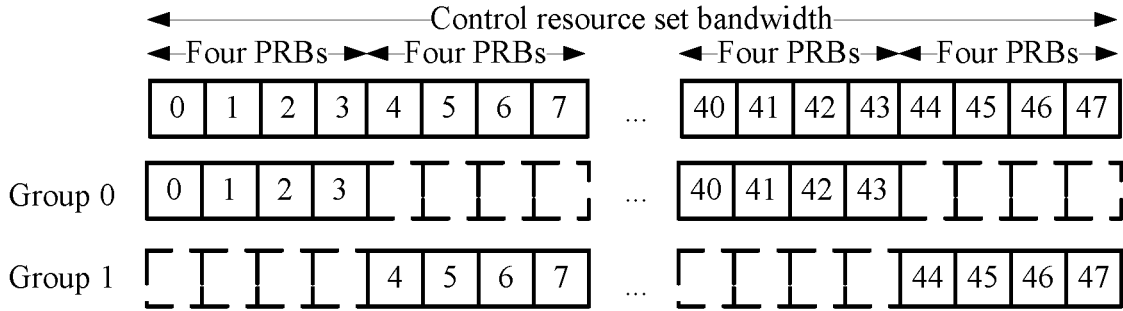 Control resource set bandwidth
Four PRBs Four PRBs Four PRBs Four PRBs
0 1 2 3 4 5 6 7 ... 40 41 42 43 44 45 46 47
Group 0 0 1 2 3 ... 40 41 42 43
Group 1 4 5 6 7 ... 44 45 46 47